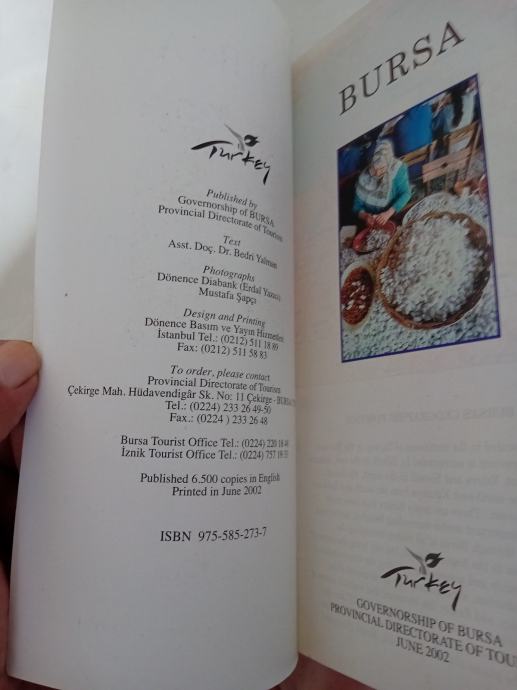 Turkey
Published by
Governorship of BURSA
Provincial Directorate of Tourism
Text
Asst. Doç. Dr. Bedri Yalman
Photographs
Dönence Diabank (Erdal Yazıcı)
Mustafa Şapçı
Design and Printing
Dönence Basım ve Yayın Hizmetleri
İstanbul Tel.: (0212) 511 18 89
Fax: (0212) 511 58 83
To order, please contact
Provincial Directorate of Tourism
Çekirge Mah. Hüdavendigâr Sk. No: 11 Çekirge - BURSA
Tel.: (0224) 233 26 49-50
Fax.: (0224 ) 233 26 48
Bursa Tourist Office Tel.: (0224) 220 18 48
İznik Tourist Office Tel.: (0224) 757 19 33
Published 6.500 copies in English
Printed in June 2002
ISBN 975-585-273-7
BURSA
Turkey
GOVERNORSHIP OF BURSA
PROVINCIAL DIRECTORATE OF TOU
JUNE 2002